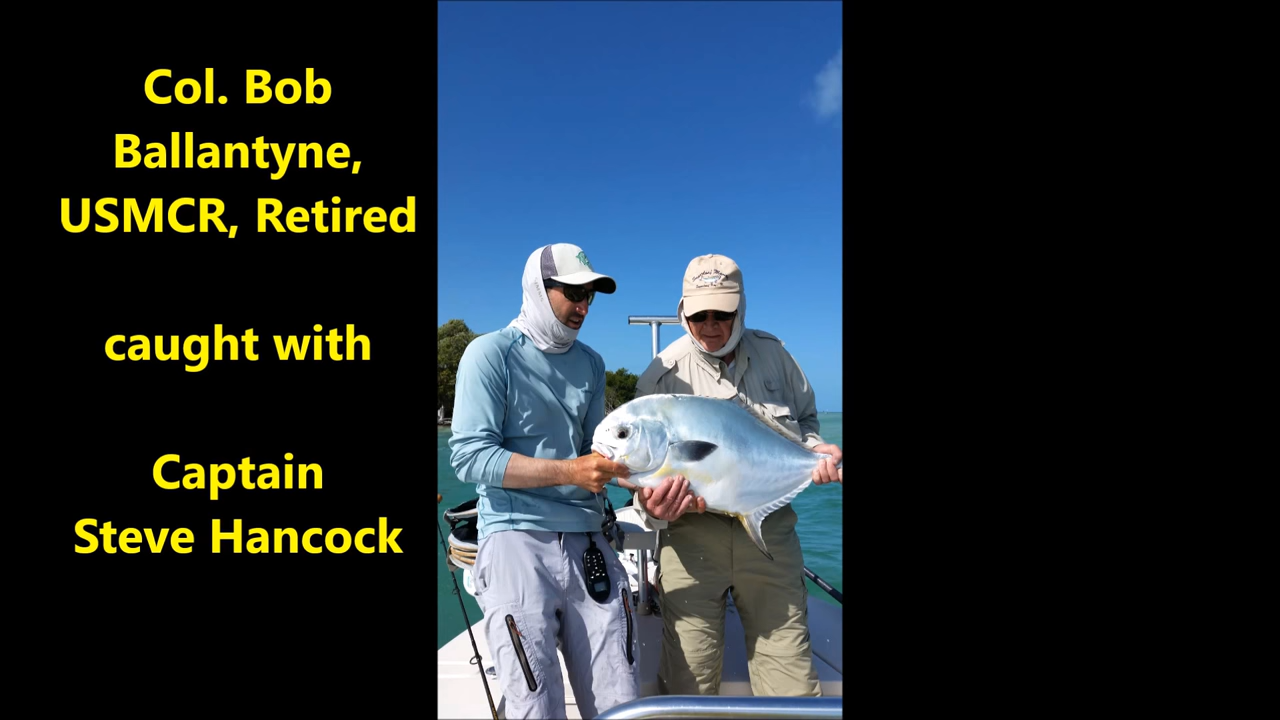 Col. Bob
Ballantyne,
USMCR, Retired
caught with
Captain
Steve Hancock